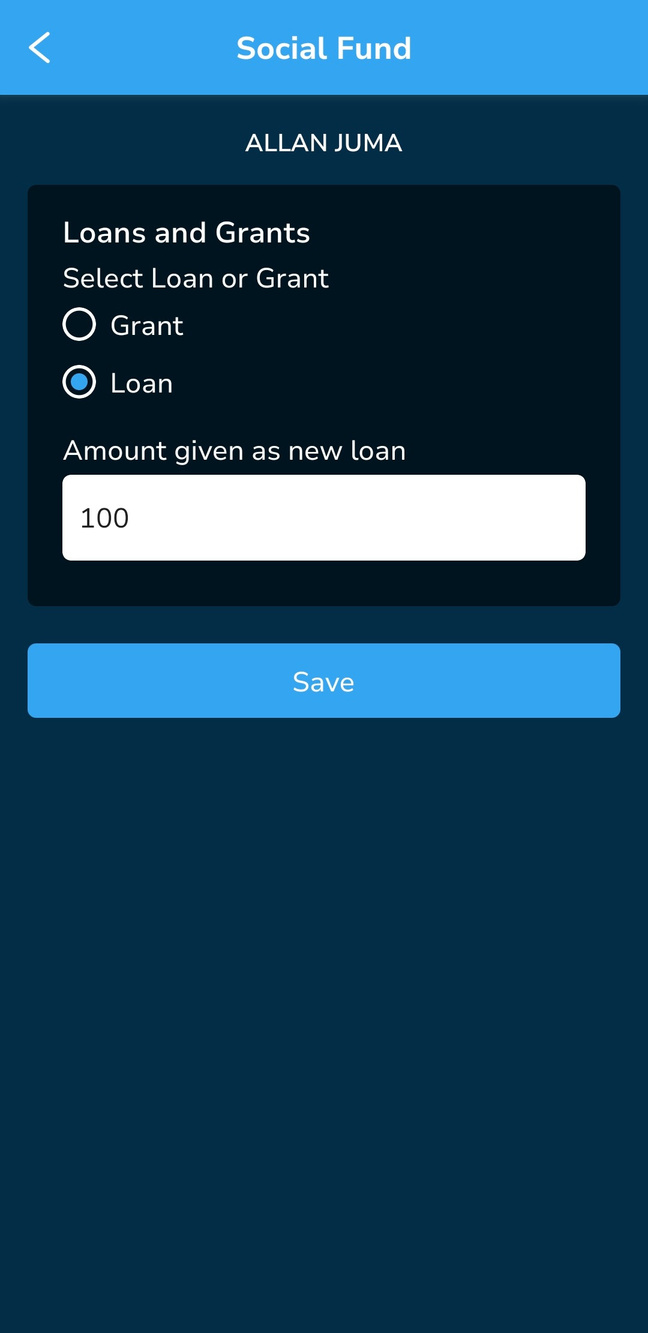 Social Fund
ALLAN JUMA
Loans and Grants
Select Loan or Grant
Grant
Loan
Amount given as new loan
100
Save